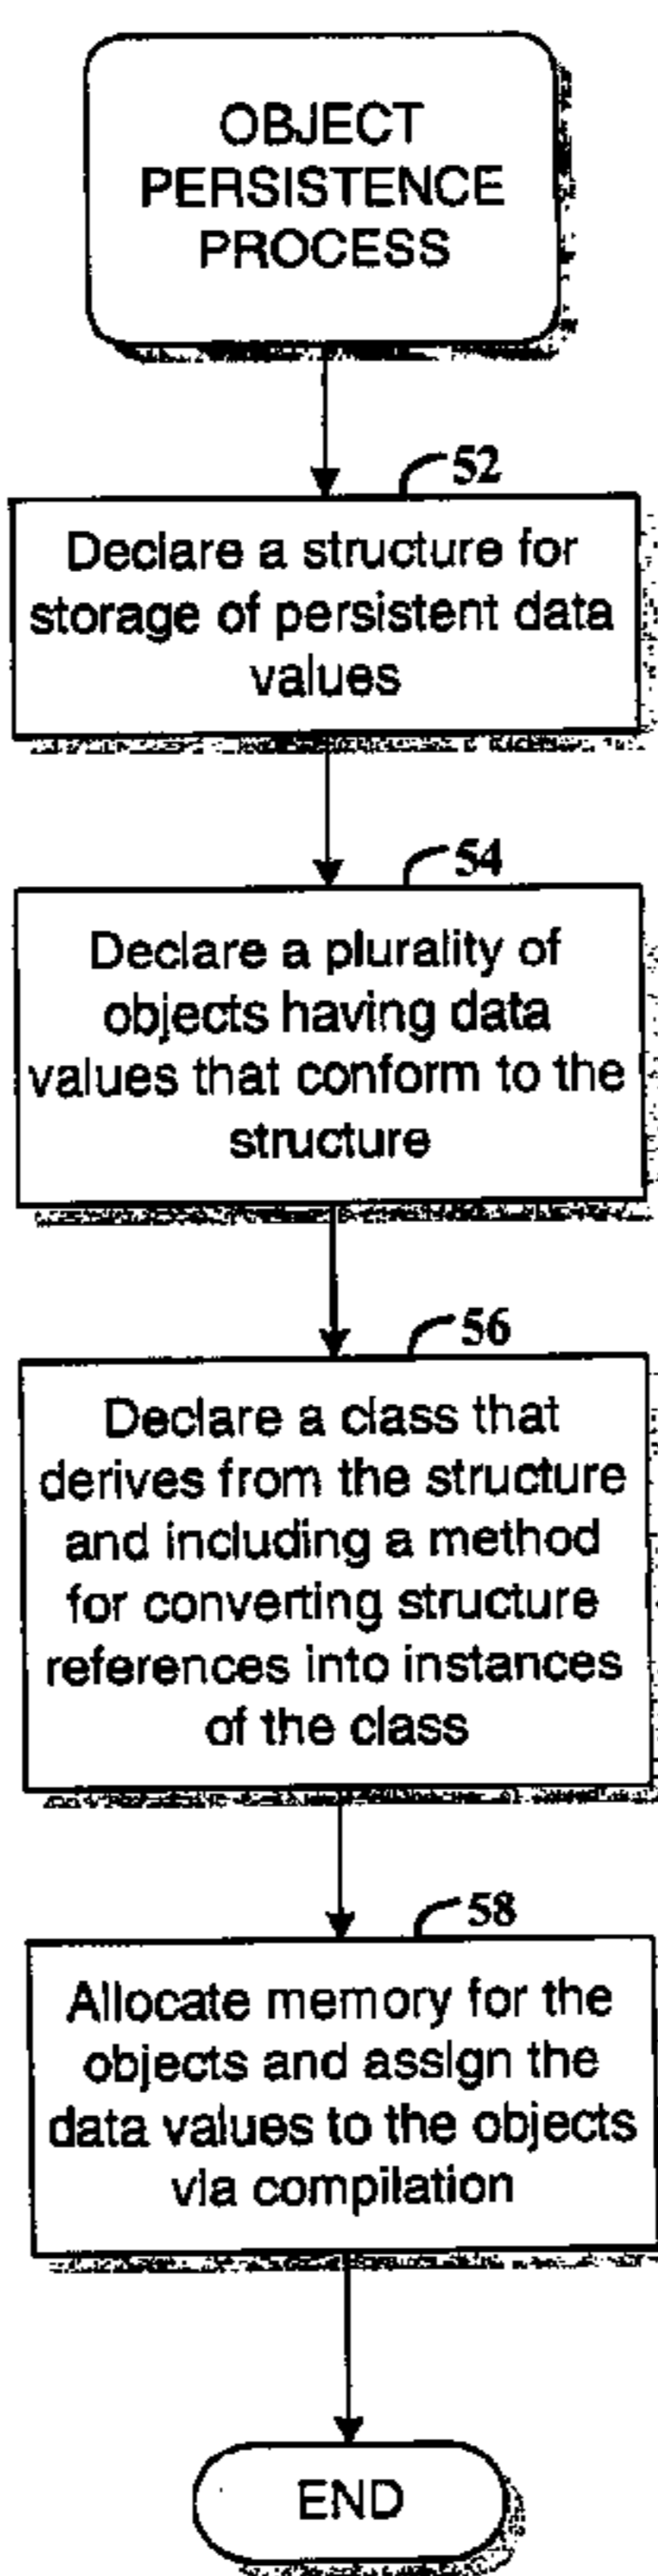 OBJECT
PERSISTENCE
PROCESS
52
Declare a structure for
storage of persistent data
values
54
Declare a plurality of
objects having data
values that conform to the
structure
56
Declare a class that
derives from the structure
and including a method
for converting structure
references into instances
of the class
58
Allocate memory for the
objects and assign the
data values to the objects
via compilation
END